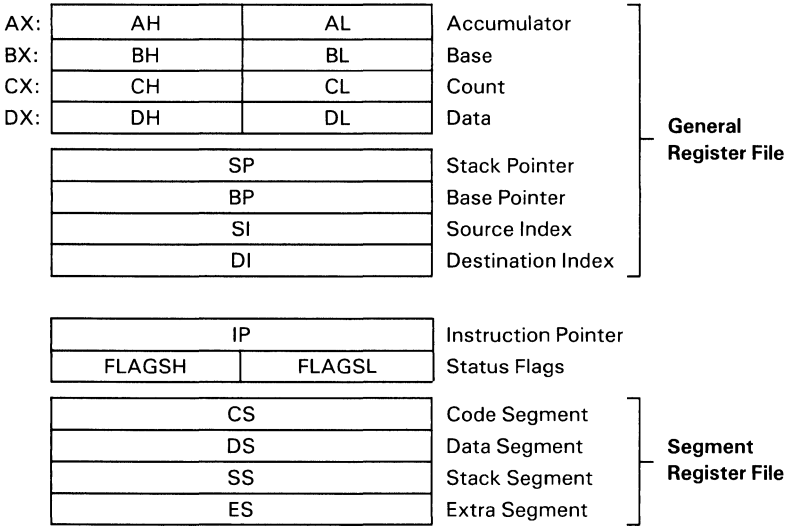 AX: AH AL Accumulator
BX: BH BL Base
CX: CH CL Count
DX: DH DL Data
General
Register File
SP Stack Pointer
BP Base Pointer
SI Source Index
DI Destination Index
IP Instruction Pointer
FLAGSH FLAGSL Status Flags
CS Code Segment
DS Data Segment
SS Stack Segment
ES Extra Segment
Segment
Register File